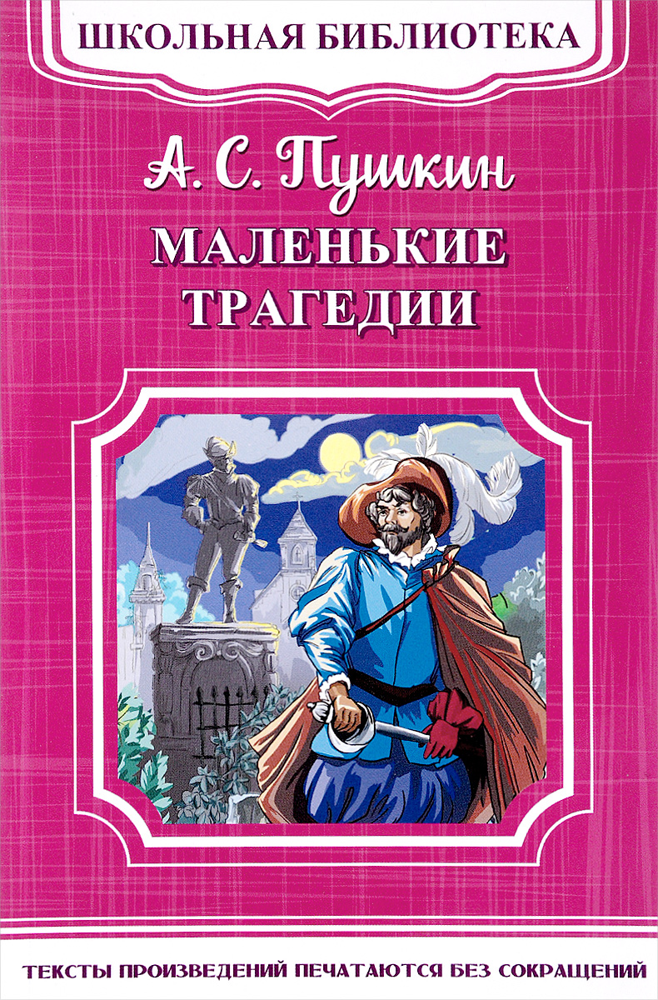 ШКОЛЬНАЯ БИБЛИОТЕКА
А. С. Пушкин
МАЛЕНЬКИЕ
ТРАГЕДИИ
ТЕКСТЫ ПРОИЗВЕДЕНИЙ ПЕЧАТАЮТСЯ БЕЗ СОКРАЩЕНИЙ